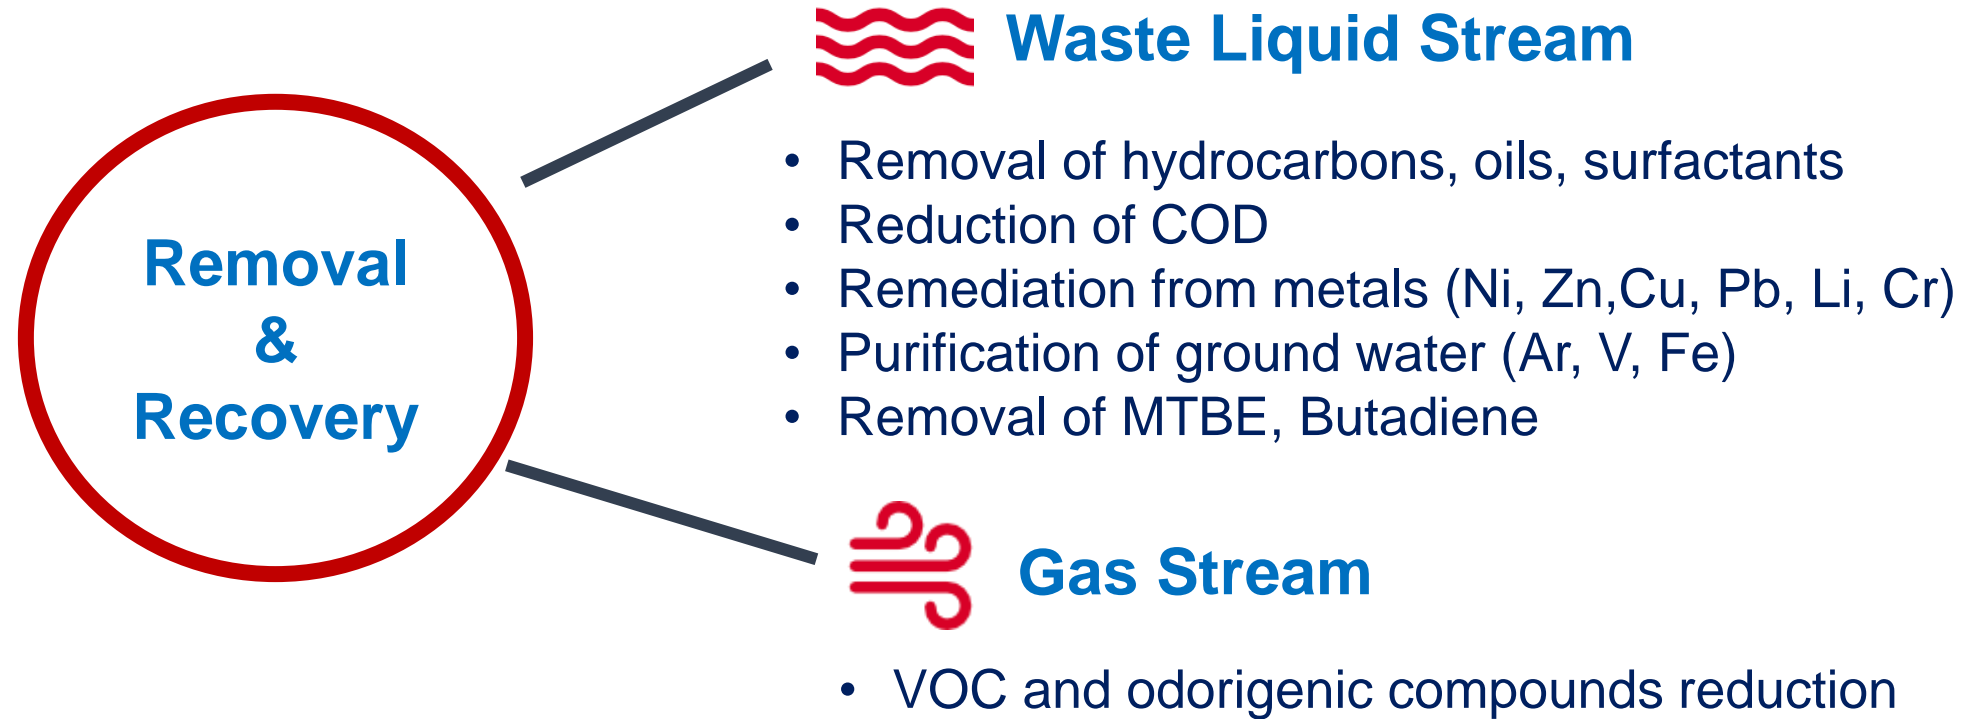 Removal
&
Recovery
Waste Liquid Stream
• Removal of hydrocarbons, oils, surfactants
• Reduction of COD
• Remediation from metals (Ni, Zn,Cu, Pb, Li, Cr)
• Purification of ground water (Ar, V, Fe)
• Removal of MTBE, Butadiene
Gas Stream
• VOC and odorigenic compounds reduction